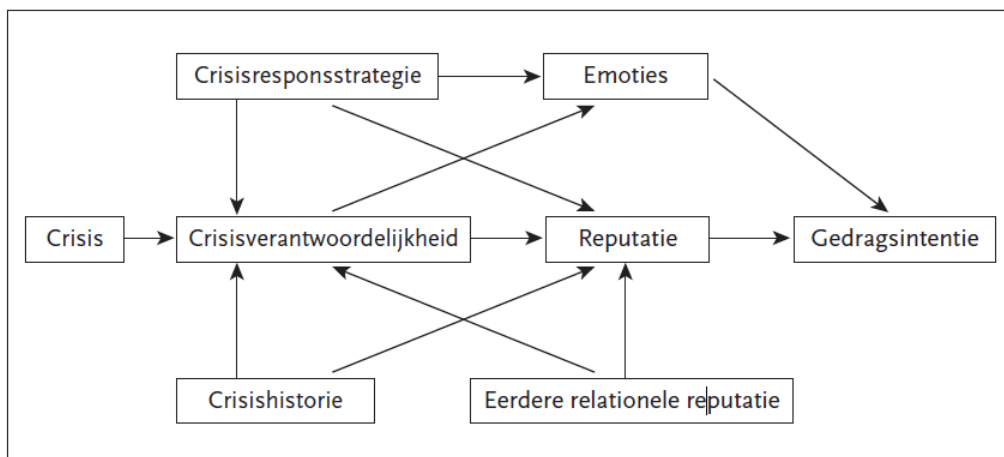 Crisisresponsstrategie
Emoties
Crisis
Crisisverantwoordelijkheid
Reputatie
Gedragsintentie
Crisishistorie
Eerdere relationele reputatie